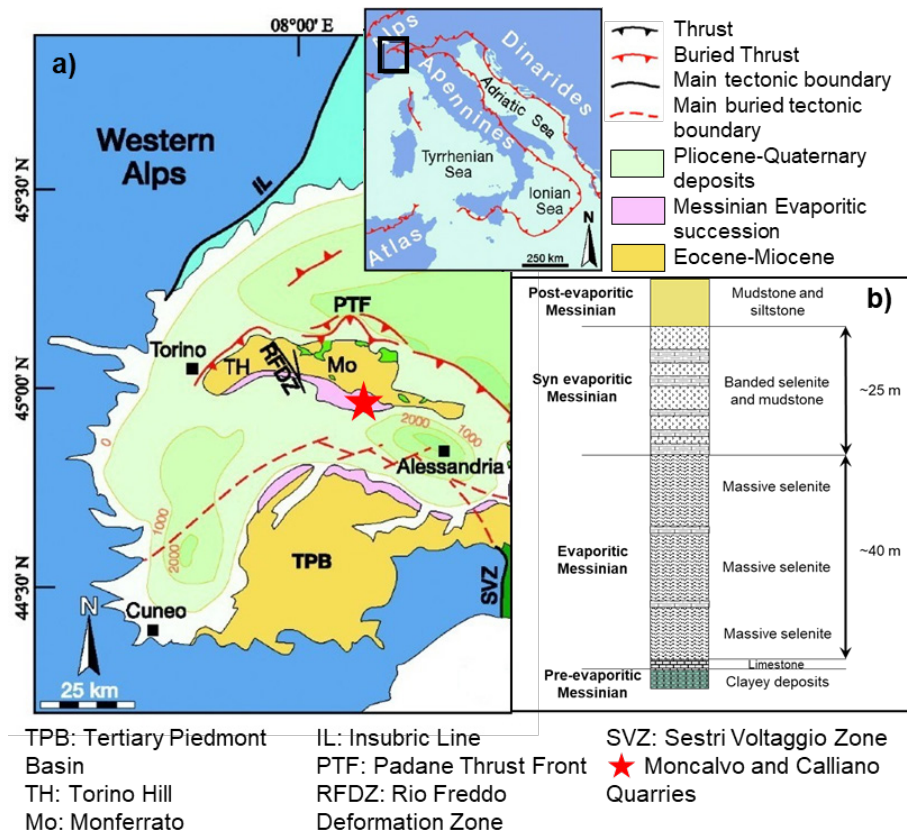 08°00' E
a)
Western
Alps
IL
45°30' N
45°00' N
44°30' N
PTF
Torino
TH
RFDZ
Mo
0
2000
1000
Alessandria
1000
2000
TPB
SVZ
Cuneo
N
25 km
Alps
Dinarides
Apennines
Adriatic Sea
Tyrrhenian
Sea
Ionian
Sea
Atlas
N
250 km
Thrust
Buried Thrust
Main tectonic boundary
Main buried tectonic
boundary
Pliocene-Quaternary
deposits
Messinian Evaporitic
succession
Eocene-Miocene
b)
Post-evaporitic
Messinian
Mudstone and
siltstone
Syn evaporitic
Messinian
Banded selenite
and mudstone
~25 m
Massive selenite
Evaporitic
Messinian
Massive selenite
~40 m
Massive selenite
Limestone
Pre-evaporitic
Messinian
Clayey deposits
TPB: Tertiary Piedmont
Basin
TH: Torino Hill
Mo: Monferrato
IL: Insubric Line
PTF: Padane Thrust Front
RFDZ: Rio Freddo
Deformation Zone
SVZ: Sestri Voltaggio Zone
Moncalvo and Calliano
Quarries